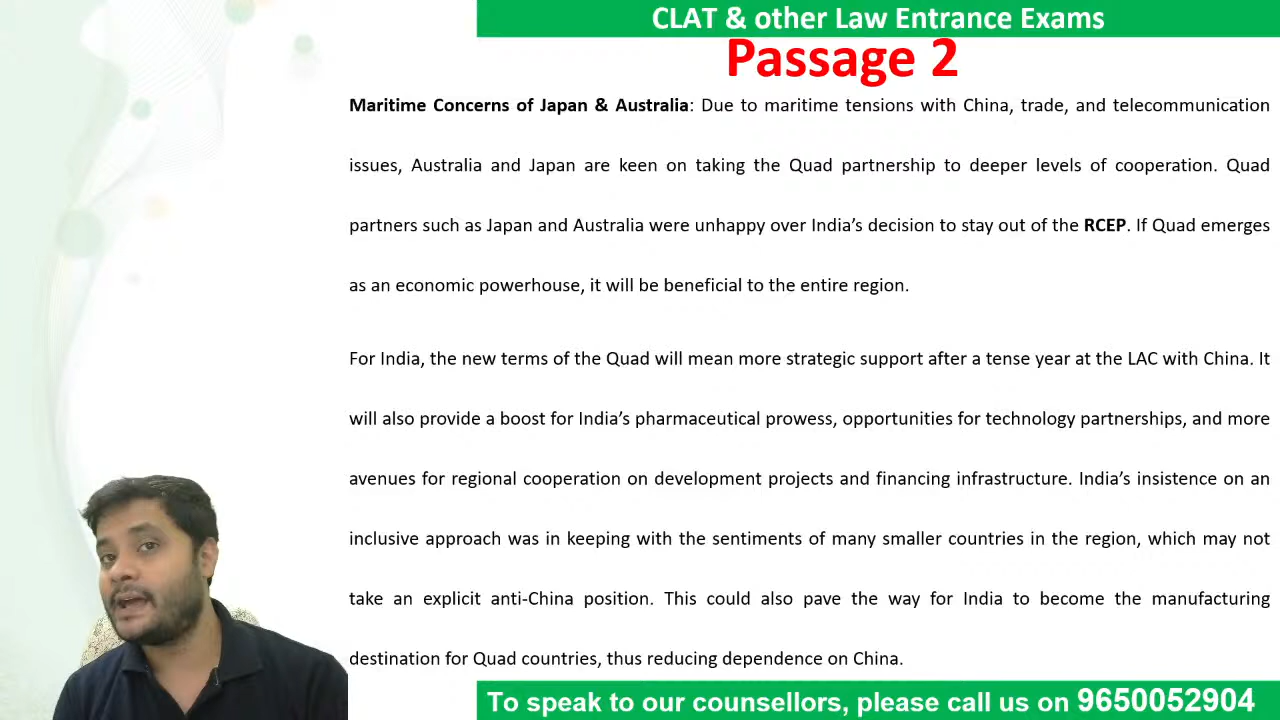 CLAT & other Law Entrance Exams
Passage 2
Maritime Concerns of Japan & Australia: Due to maritime tensions with China, trade, and telecommunication
issues, Australia and Japan are keen on taking the Quad partnership to deeper levels of cooperation. Quad
partners such as Japan and Australia were unhappy over India’s decision to stay out of the RCEP. If Quad emerges
as an economic powerhouse, it will be beneficial to the entire region.
For India, the new terms of the Quad will mean more strategic support after a tense year at the LAC with China. It
will also provide a boost for India’s pharmaceutical prowess, opportunities for technology partnerships, and more
avenues for regional cooperation on development projects and financing infrastructure. India’s insistence on an
inclusive approach was in keeping with the sentiments of many smaller countries in the region, which may not
take an explicit anti-China position. This could also pave the way for India to become the manufacturing
destination for Quad countries, thus reducing dependence on China.
To speak to our counsellors, please call us on 9650052904